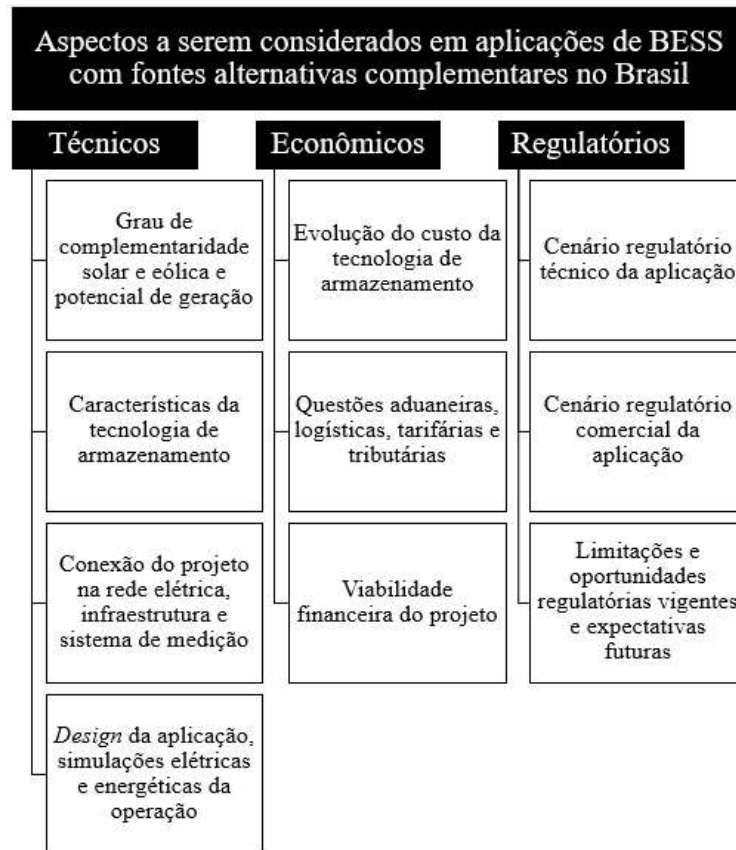 Aspectos a serem considerados em aplicações de BESS
com fontes alternativas complementares no Brasil
Técnicos
Grau de
complementaridade
solar e eólica e
potencial de geração
Características da
tecnologia de
armazenamento
Conexão do projeto
na rede elétrica,
infraestrutura e
sistema de medição
Design da aplicação,
simulações elétricas
e energéticas da
operação
Econômicos
Evolução do custo da
tecnologia de
armazenamento
Questões aduaneiras,
logísticas, tarifárias e
tributárias
Viabilidade
financeira do projeto
Regulatórios
Cenário regulatório
técnico da aplicação
Cenário regulatório
comercial da
aplicação
Limitações e
oportunidades
regulatórias vigentes
e expectativas
futuras